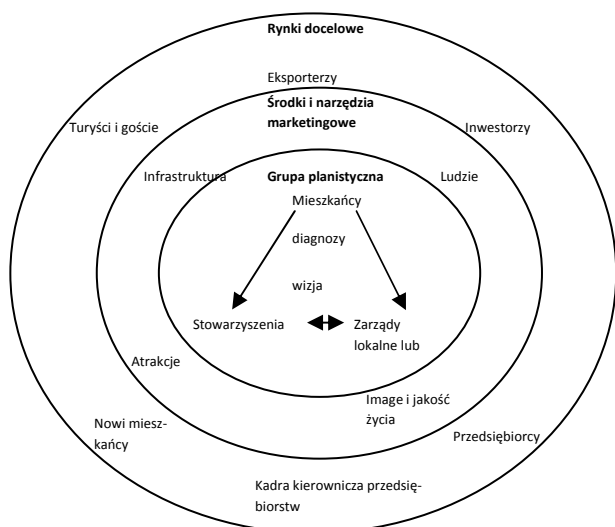 Rynki docelowe
Eksporterzy
Środki i narzędzia
marketingowe
Turyści i goście
Inwestorzy
Infrastruktura
Ludzie
Grupa planistyczna
Mieszkańcy
diagnozy
wizja
Stowarzyszenia
Zarządy
lokalne lub
Atrakcje
Image i jakość
życia
Nowi miesz-
kańcy
Przedsiębiorcy
Kadra kierownicza przedsię-
biorstw